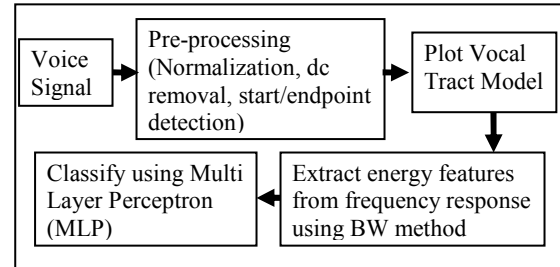 Voice
Signal
Pre-processing
(Normalization, dc
removal, start/endpoint
detection)
Plot Vocal
Tract Model
Extract energy features
from frequency response
using BW method
Classify using Multi
Layer Perceptron
(MLP)